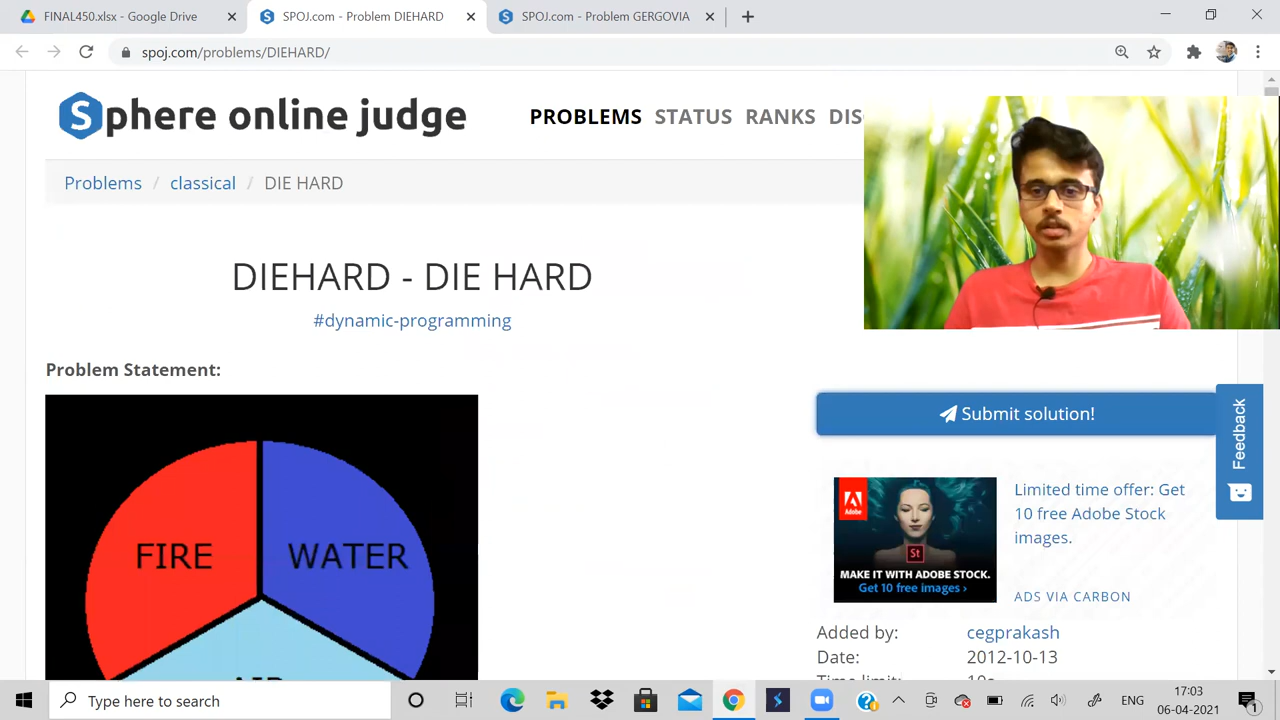 FINAL450.xlsx - Google Drive
SPOJ.com - Problem DIEHARD
SPOJ.com - Problem GERGOVIA
spoj.com/problems/DIEHARD/
Sphere online judge
PROBLEMS STATUS RANKS DIS
Problems / classical / DIE HARD
DIEHARD - DIE HARD
#dynamic-programming
Problem Statement:
FIRE
WATER
Submit solution!
Feedback
Adobe
St
MAKE IT WITH ADOBE STOCK.
Get 10 free images ›
Limited time offer: Get
10 free Adobe Stock
images.
ADS VIA CARBON
Added by: cegprakash
Date: 2012-10-13
Type here to search
ENG
17:03
06-04-2021
1